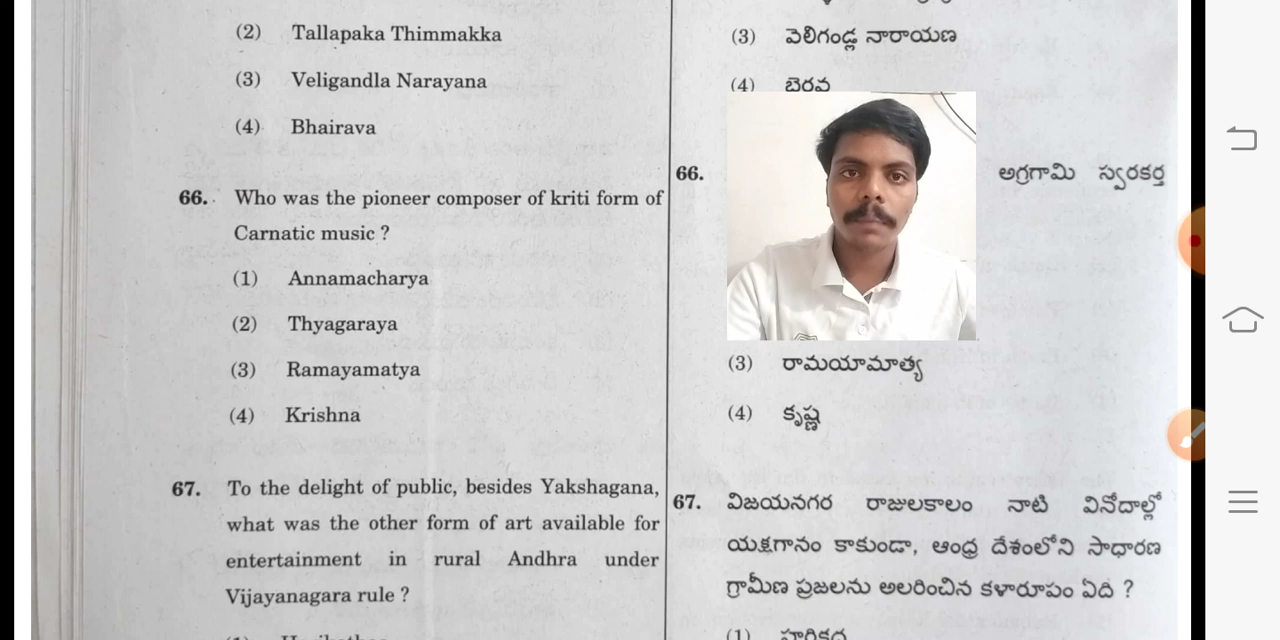 (2) Tallapaka Thimmakka
(3) Veligandla Narayana
(4) Bhairava
66. Who was the pioneer composer of kriti form of
Carnatic music ?
(1) Annamacharya
(2) Thyagaraya
(3) Ramayamatya
(4) Krishna
67. To the delight of public, besides Yakshagana,
what was the other form of art available for
entertainment in rural Andhra under
Vijayanagara rule ?
(3) వెలిగండ్ల నారాయణ
(4) బెరవ
66. అగ్రగామి స్వరకర్త
(3) రామయామాత్య
(4) కృష్ణ
67. విజయనగర రాజులకాలం నాటి వినోదాల్లో
యక్షగానం కాకుండా, ఆంధ్ర దేశంలోని సాధారణ
గ్రామీణ ప్రజలను అలరించిన కళారూపం ఏది ?